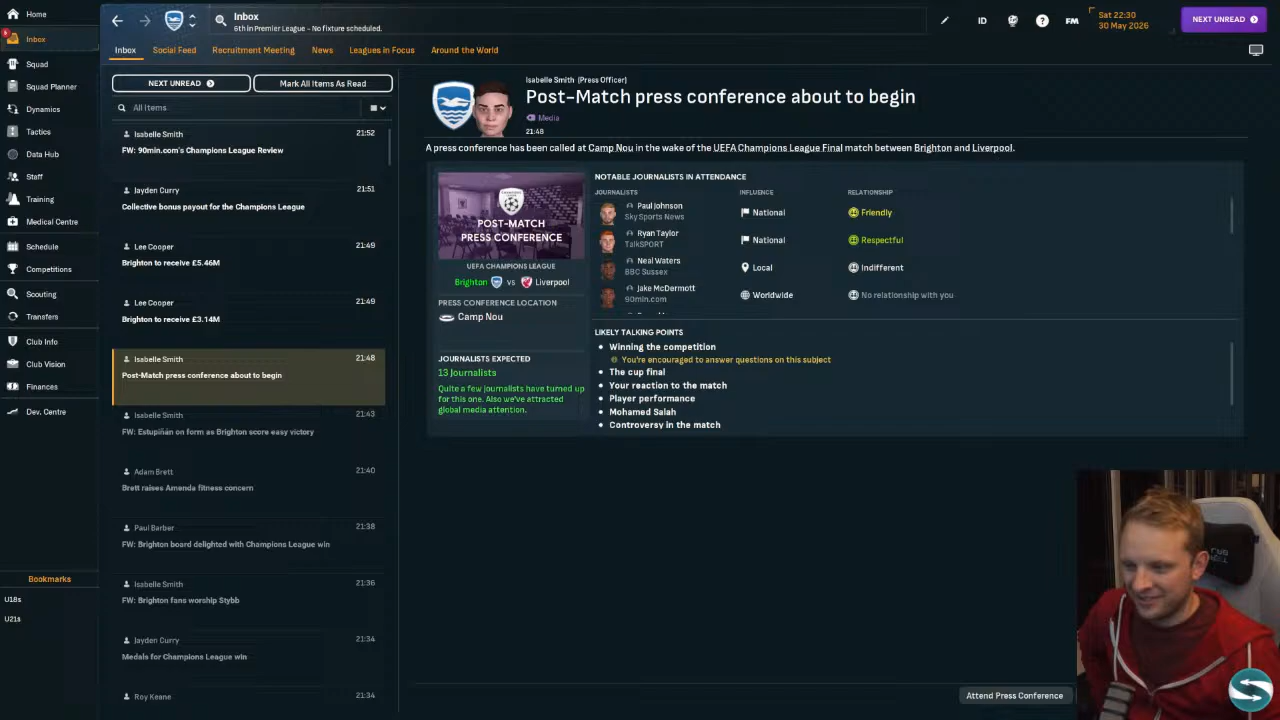 Home
Inbox
Squad
Squad Planner
Dynamics
Tactics
Data Hub
Staff
Training
Medical Centre
Schedule
Competitions
Scouting
Transfers
Club Info
Club Vision
Finances
Dev. Centre
Bookmarks
U18s
U21s
Inbox
6th in Premier League - No fixture scheduled.
ID
?
FM
Sat 22:30
30 May 2026
NEXT UNREAD
Inbox
Social Feed
Recruitment Meeting
News
Leagues in Focus
Around the World
NEXT UNREAD
Mark All Items As Read
All Items
Isabelle Smith
21:52
FW: 90min.com's Champions League Review
Jayden Curry
21:51
Collective bonus payout for the Champions League
Lee Cooper
21:49
Brighton to receive £5.46M
Lee Cooper
21:49
Brighton to receive £3.14M
Isabelle Smith
21:48
Post-Match press conference about to begin
Isabelle Smith
21:43
FW: Estupiñán on form as Brighton score easy victory
Adam Brett
21:40
Brett raises Amenda fitness concern
Paul Barber
21:38
FW: Brighton board delighted with Champions League win
Isabelle Smith
21:36
FW: Brighton fans worship Stybb
Jayden Curry
21:34
Medals for Champions League win
Roy Keane
21:34
Isabelle Smith (Press Officer)
Post-Match press conference about to begin
Media
21:48
A press conference has been called at Camp Nou in the wake of the UEFA Champions League Final match between Brighton and Liverpool.
POST-MATCH
PRESS CONFERENCE
UEFA CHAMPIONS LEAGUE
Brighton vs Liverpool
PRESS CONFERENCE LOCATION
Camp Nou
JOURNALISTS EXPECTED
13 Journalists
Quite a few journalists have turned up
for this one. Also we've attracted
global media attention.
NOTABLE JOURNALISTS IN ATTENDANCE
JOURNALISTS
INFLUENCE
RELATIONSHIP
Paul Johnson
Sky Sports News
National
Friendly
Ryan Taylor
TalkSPORT
National
Respectful
Neal Waters
BBC Sussex
Local
Indifferent
Jake McDermott
90min.com
Worldwide
No relationship with you
LIKELY TALKING POINTS
Winning the competition
You're encouraged to answer questions on this subject
The cup final
Your reaction to the match
Player performance
Mohamed Salah
Controversy in the match
Attend Press Conference